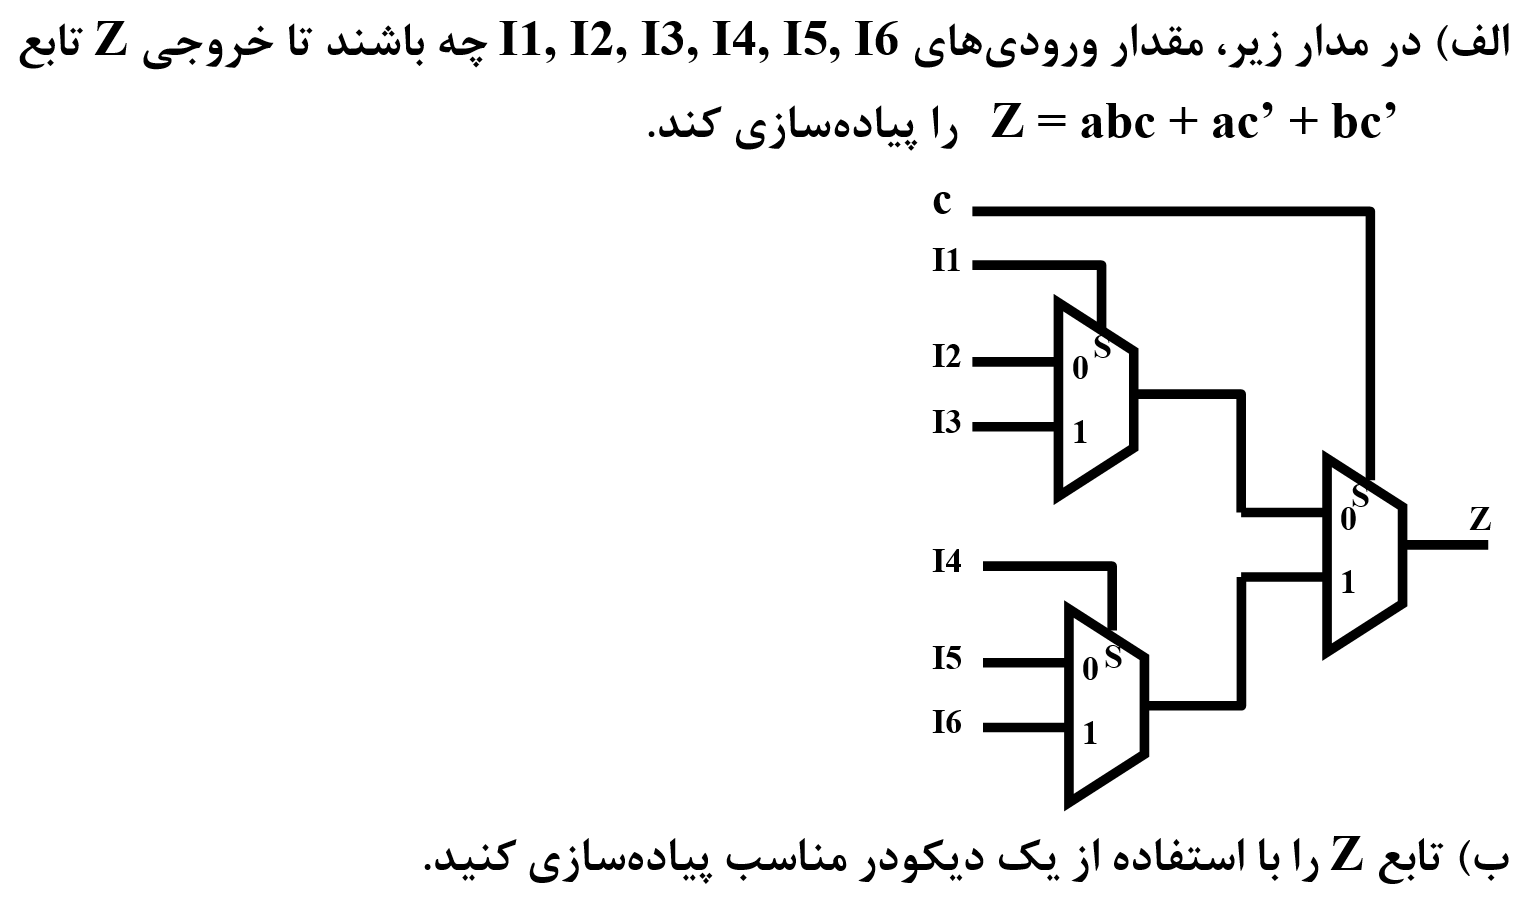 الف) در مدار زیر، مقدار ورودی‌های I1, I2, I3, I4, I5, I6 چه باشند تا خروجی Z تابع
Z = abc + ac’ + bc’ را پیاده‌سازی کند.
c
I1
S
I2
0
I3
1
S
0
Z
1
I4
I5
0
S
I6
1
ب) تابع Z را با استفاده از یک دیکودر مناسب پیاده‌سازی کنید.